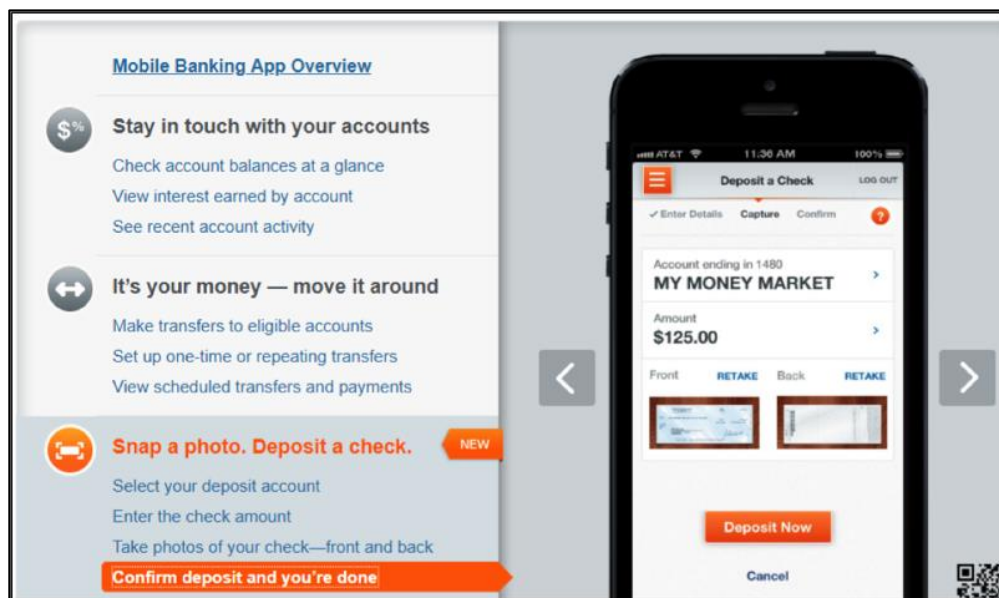 Mobile Banking App Overview
$%
Stay in touch with your accounts
Check account balances at a glance
View interest earned by account
See recent account activity
It's your money — move it around
Make transfers to eligible accounts
Set up one-time or repeating transfers
View scheduled transfers and payments
Snap a photo. Deposit a check.
NEW
Select your deposit account
Enter the check amount
Take photos of your check—front and back
Confirm deposit and you're done
AT&T 11:36 AM 100%
Deposit a Check LOG OUT
✓ Enter Details Capture Confirm ?
Account ending in 1480
MY MONEY MARKET
Amount
$125.00
Front RETAKE Back RETAKE
Deposit Now
Cancel